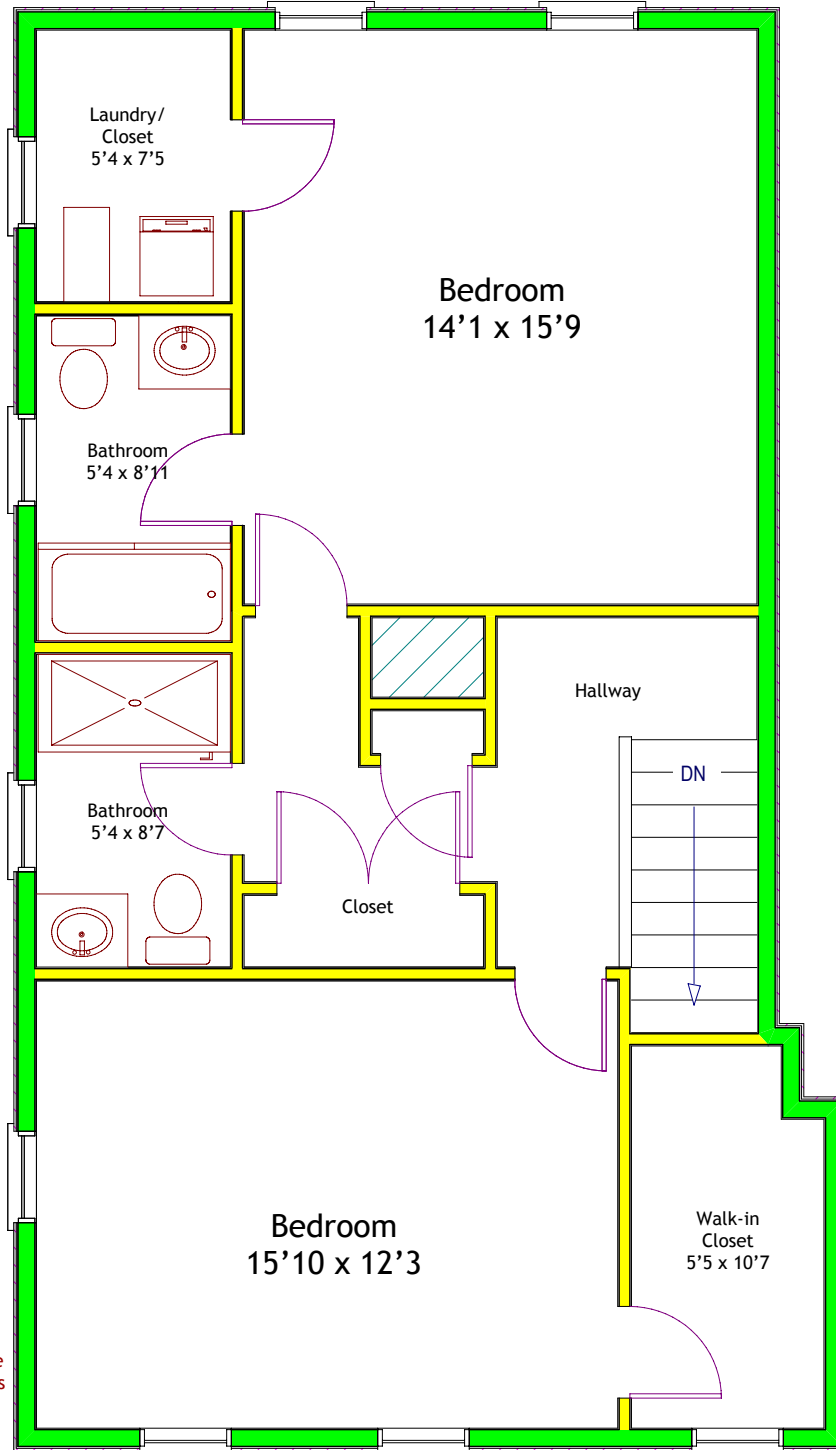 Laundry/
Closet
5’4 x 7’5
Bedroom
14’1 x 15’9
Bathroom
5’4 x 8’11
Hallway
DN
Bathroom
5’4 x 8’7
Closet
Bedroom
15’10 x 12’3
Walk-in
Closet
5’5 x 10’7